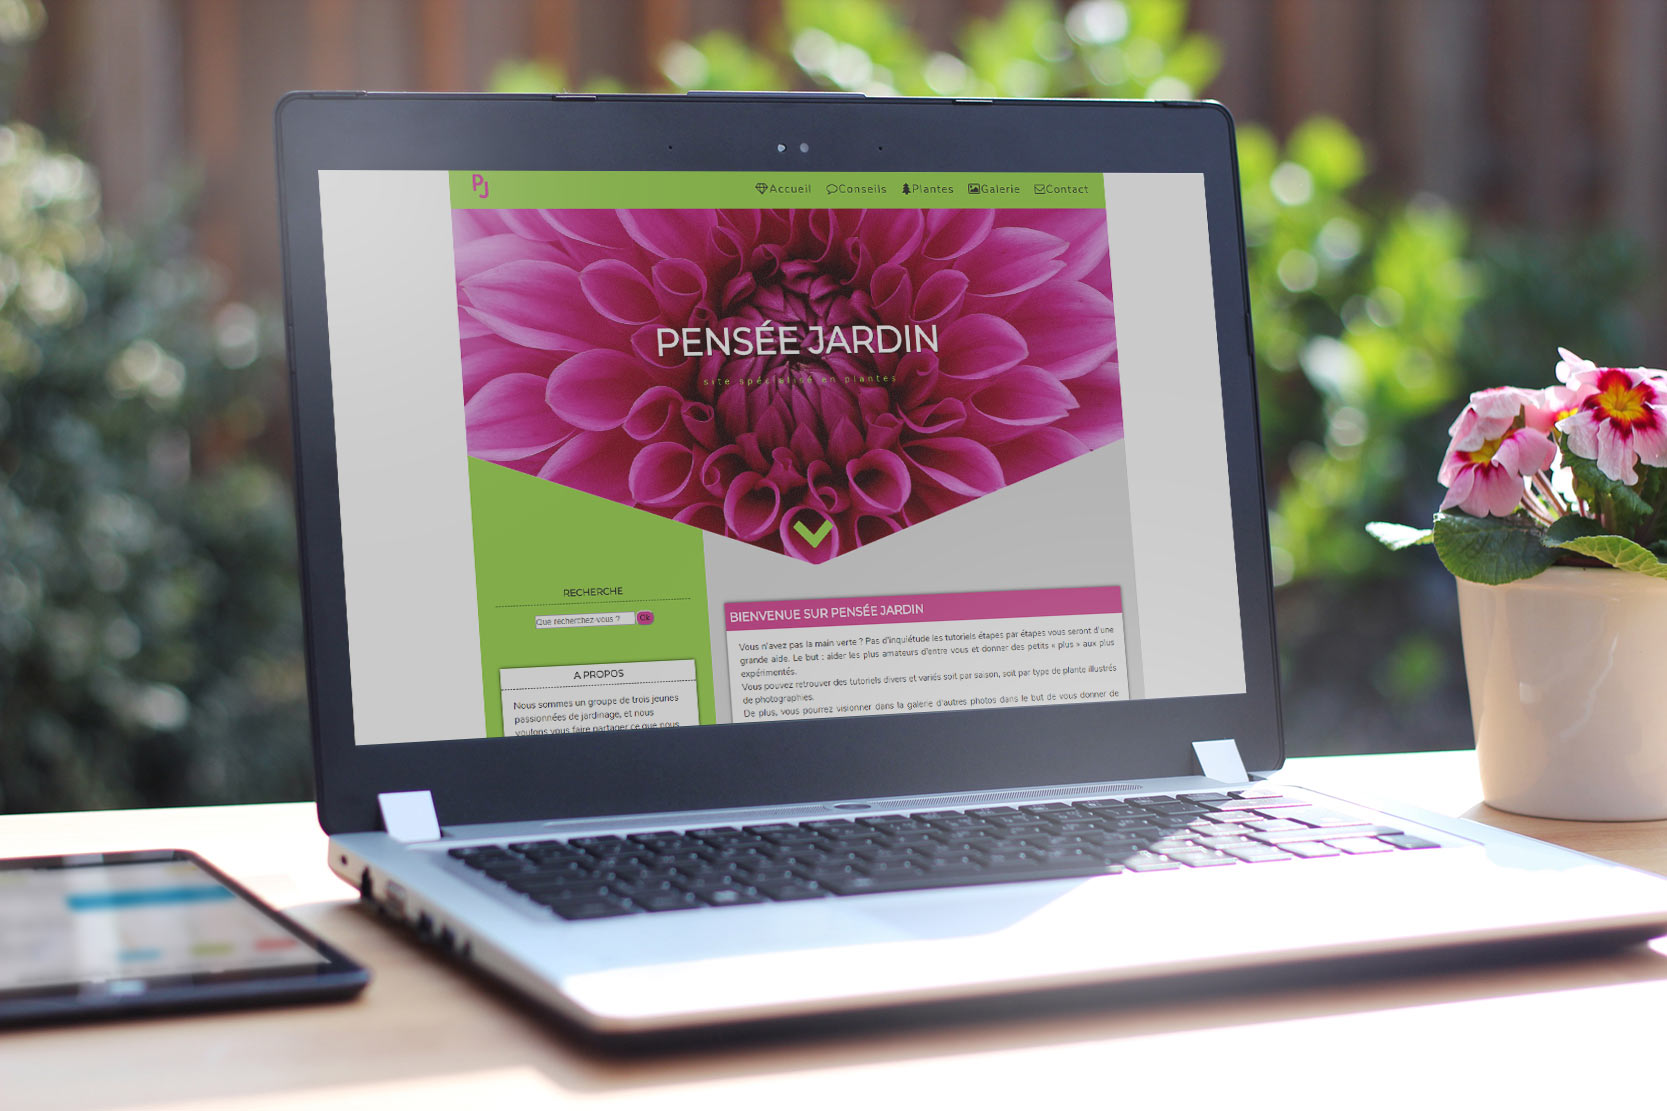 PJ
Accueil Conseils Plantes Galerie Contact
PENSÉE JARDIN
site spécialisé en plantes
RECHERCHE
Que recherchez-vous ? Ok
A PROPOS
Nous sommes un groupe de trois jeunes
passionnées de jardinage, et nous
voulons vous faire partager ce que nous
BIENVENUE SUR PENSÉE JARDIN
Vous n'avez pas la main verte ? Pas d'inquiétude les tutoriels étapes par étapes vous seront d'une
grande aide. Le but : aider les plus amateurs d'entre vous et donner des petits « plus » aux plus
expérimentés.
Vous pouvez retrouver des tutoriels divers et variés soit par saison, soit par type de plante illustrés
de photographies.
De plus, vous pourrez visionner dans la galerie d'autres photos dans le but de vous donner de